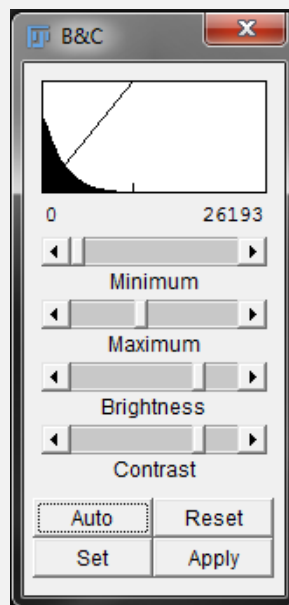 B&C
0 26193
Minimum
Maximum
Brightness
Contrast
Auto Reset
Set Apply